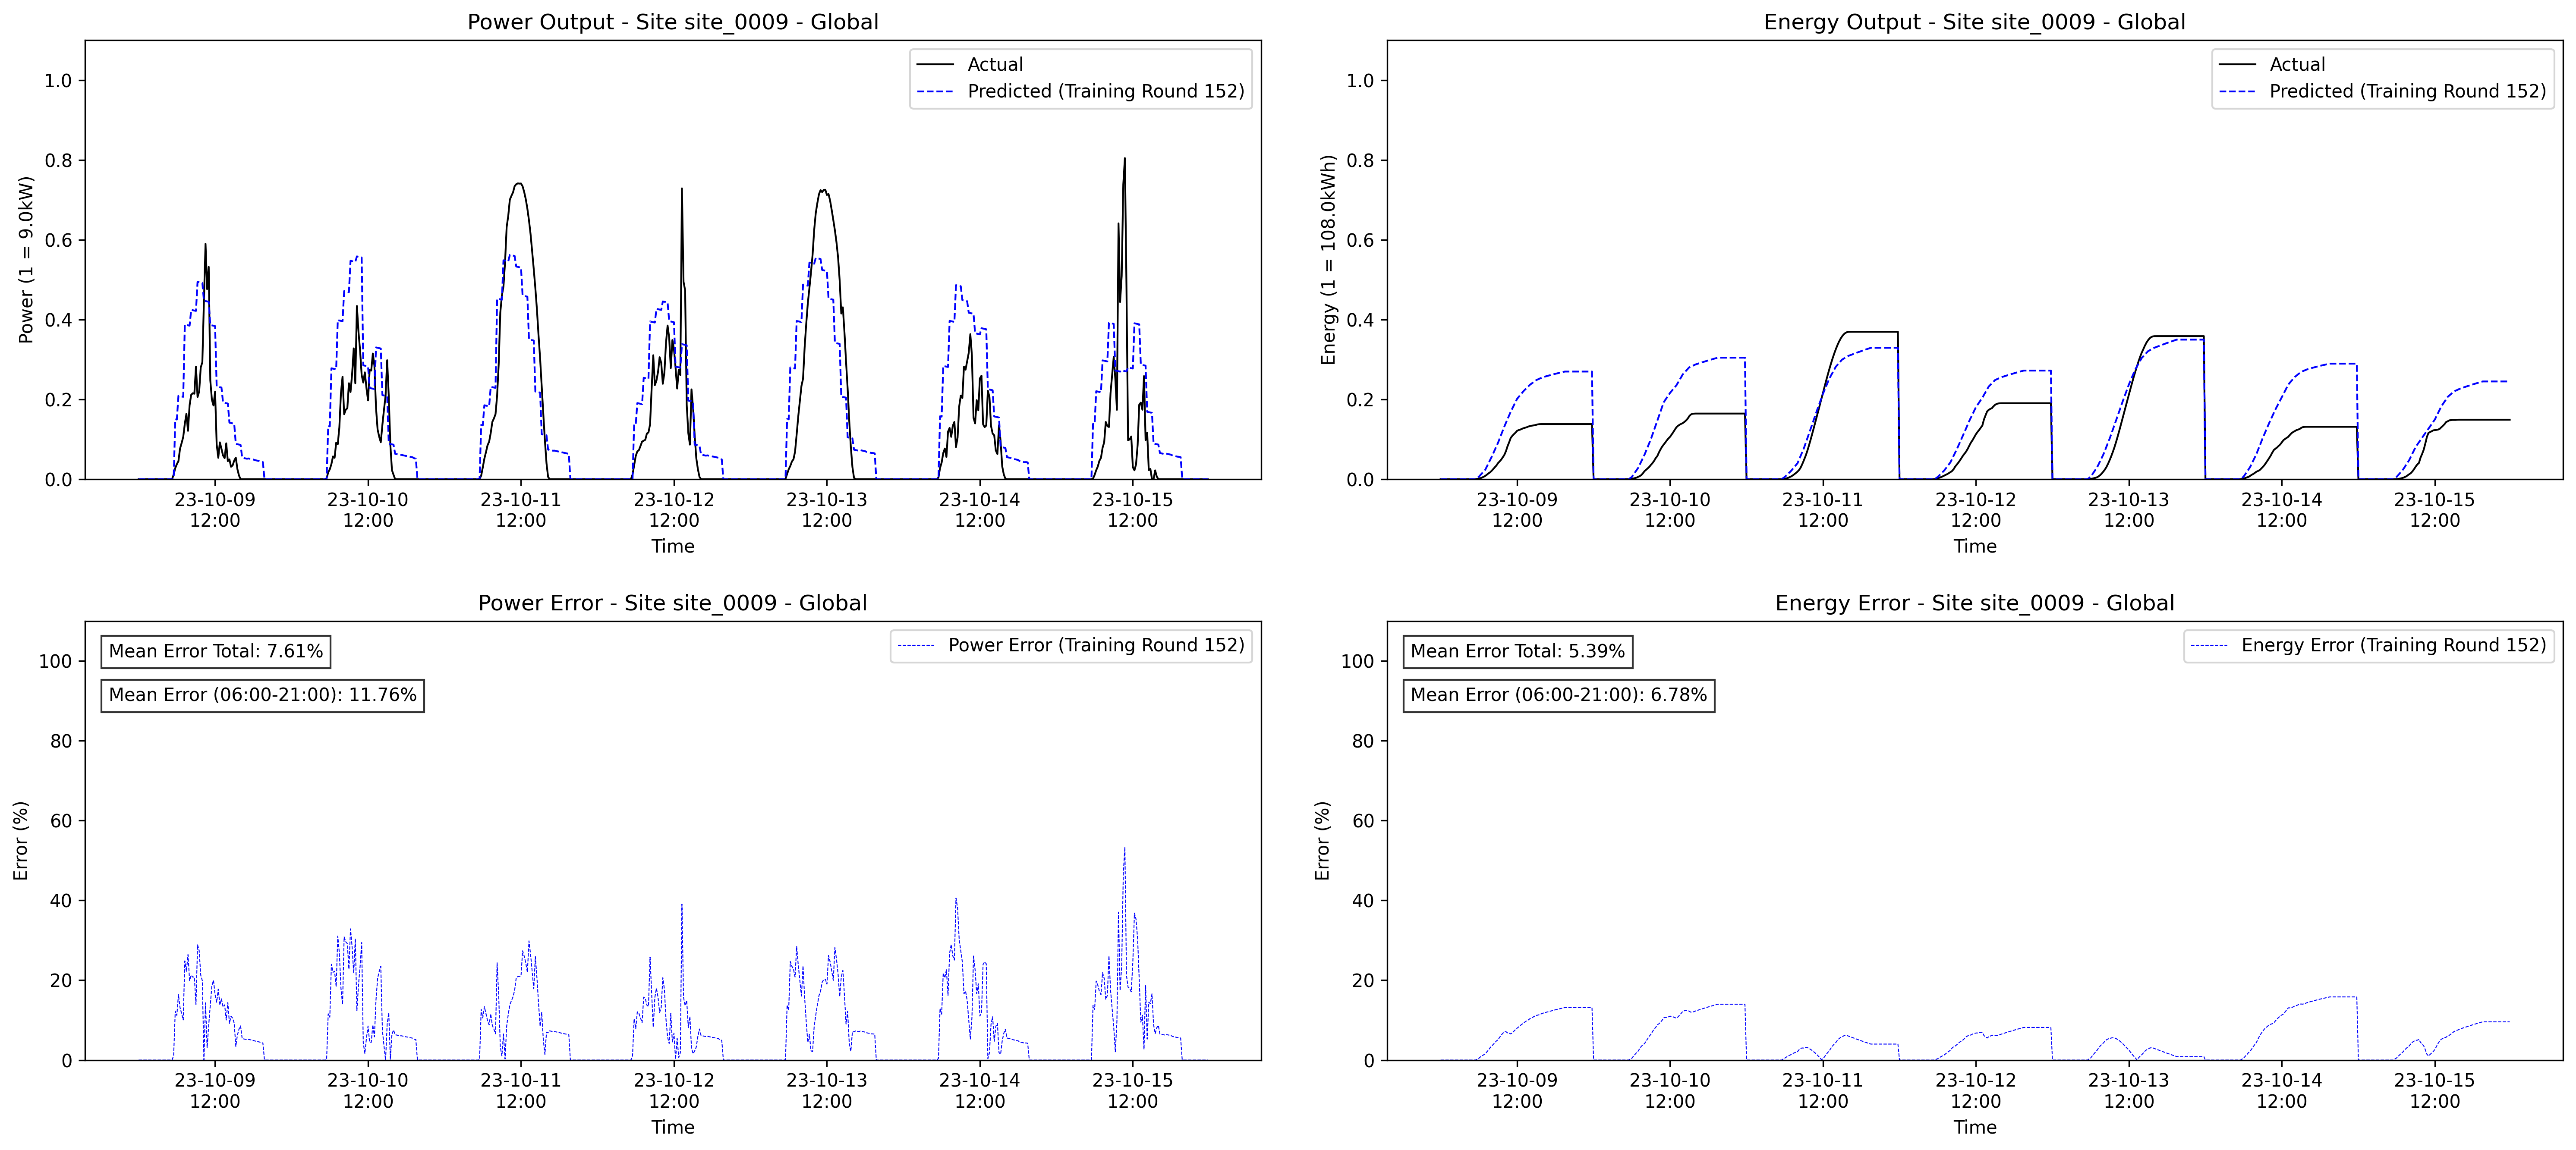 Power Output - Site site_0009 - Global
Power (1 = 9.0kW)
1.0
0.8
0.6
0.4
0.2
0.0
Actual
Predicted (Training Round 152)
23-10-09 23-10-10 23-10-11 23-10-12 23-10-13 23-10-14 23-10-15
12:00 12:00 12:00 12:00 12:00 12:00 12:00
Time
Energy Output - Site site_0009 - Global
Energy (1 = 108.0kWh)
1.0
0.8
0.6
0.4
0.2
0.0
Actual
Predicted (Training Round 152)
23-10-09 23-10-10 23-10-11 23-10-12 23-10-13 23-10-14 23-10-15
12:00 12:00 12:00 12:00 12:00 12:00 12:00
Time
Power Error - Site site_0009 - Global
Error (%)
100
80
60
40
20
0
Mean Error Total: 7.61%
Mean Error (06:00-21:00): 11.76%
Power Error (Training Round 152)
23-10-09 23-10-10 23-10-11 23-10-12 23-10-13 23-10-14 23-10-15
12:00 12:00 12:00 12:00 12:00 12:00 12:00
Time
Energy Error - Site site_0009 - Global
Error (%)
100
80
60
40
20
0
Mean Error Total: 5.39%
Mean Error (06:00-21:00): 6.78%
Energy Error (Training Round 152)
23-10-09 23-10-10 23-10-11 23-10-12 23-10-13 23-10-14 23-10-15
12:00 12:00 12:00 12:00 12:00 12:00 12:00
Time